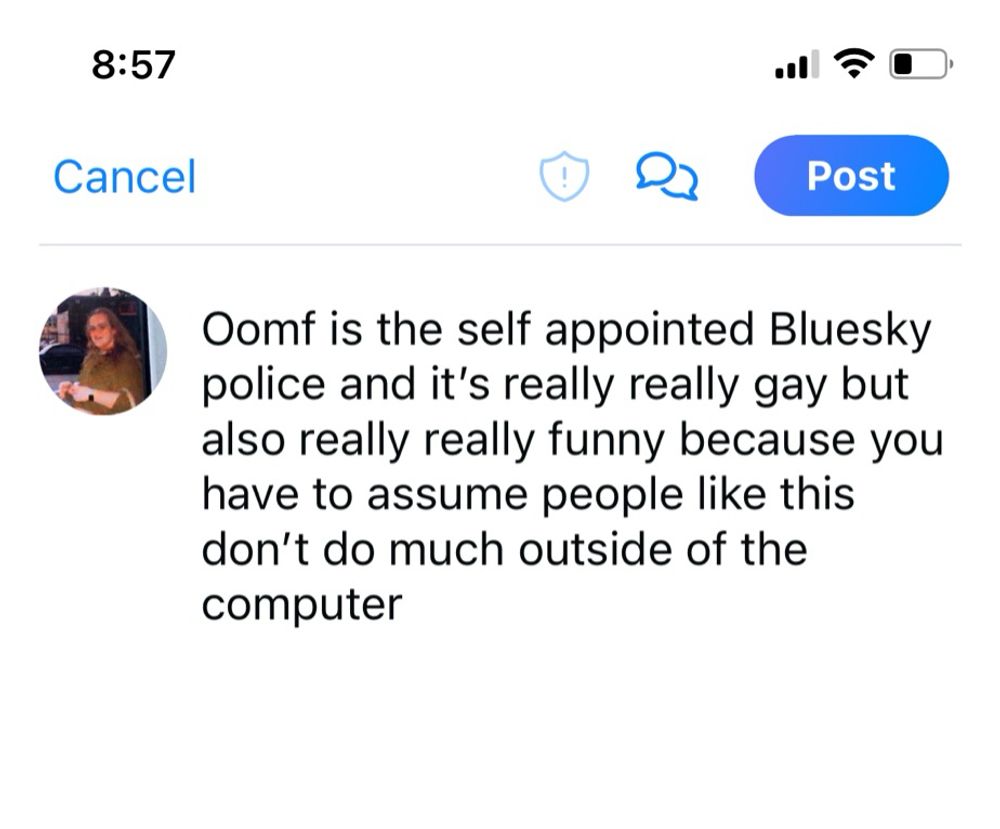 8:57
Cancel
Post
Oomf is the self appointed Bluesky
police and it’s really really gay but
also really really funny because you
have to assume people like this
don’t do much outside of the
computer